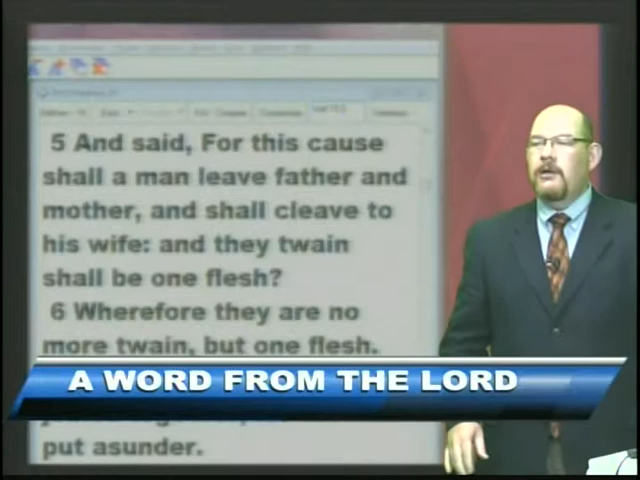 5 And said, For this cause
shall a man leave father and
mother, and shall cleave to
his wife: and they twain
shall be one flesh?
6 Wherefore they are no
more twain, but one flesh.
A WORD FROM THE LORD
put asunder.